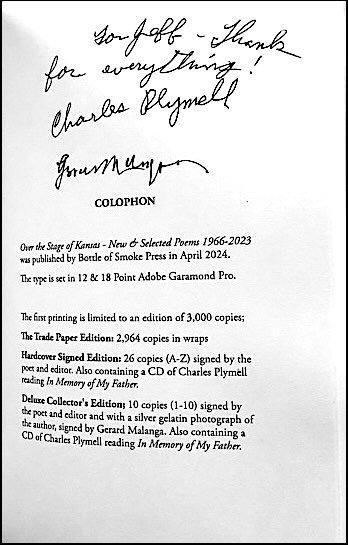 For Jeff - Thanks
for everything!
Charles Plymell
COLOPHON
Over the Stage of Kansas - New & Selected Poems 1966-2023
was published by Bottle of Smoke Press in April 2024.
The type is set in 12 & 18 Point Adobe Garamond Pro.
The first printing is limited to an edition of 3,000 copies;
The Trade Paper Edition: 2,964 copies in wraps
Hardcover Signed Edition: 26 copies (A-Z) signed by the
poet and editor. Also containing a CD of Charles Plymell
reading In Memory of My Father.
Deluxe Collector's Edition: 10 copies (1-10) signed by
the poet and editor and with a silver gelatin photograph of
the author, signed by Gerard Malanga. Also containing a
CD of Charles Plymell reading In Memory of My Father.